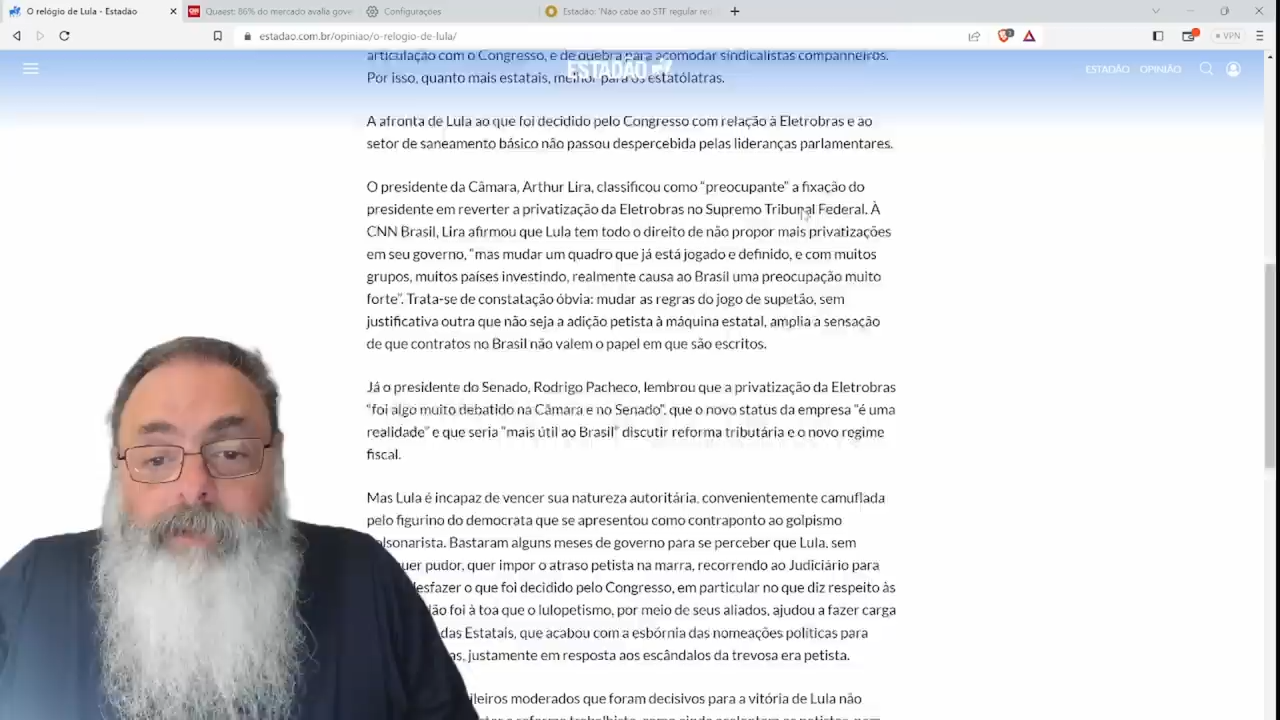 O relógio de Lula - Estadão
Quaest: 86% do mercado avalia gove
Configurações
Estadão: 'Não cabe ao STF regular red
estadao.com.br/opiniao/o-relogio-de-lula/
VPN
articulação com o Congresso, e de quebra para acomodar sindicalistas companheiros.
Por isso, quanto mais estatais, melhor para os estatólatras.
ESTADÃO
ESTADÃO OPINIÃO
A afronta de Lula ao que foi decidido pelo Congresso com relação à Eletrobras e ao
setor de saneamento básico não passou despercebida pelas lideranças parlamentares.
O presidente da Câmara, Arthur Lira, classificou como “preocupante” a fixação do
presidente em reverter a privatização da Eletrobras no Supremo Tribunal Federal. À
CNN Brasil, Lira afirmou que Lula tem todo o direito de não propor mais privatizações
em seu governo, “mas mudar um quadro que já está jogado e definido, e com muitos
grupos, muitos países investindo, realmente causa ao Brasil uma preocupação muito
forte”. Trata-se de constatação óbvia: mudar as regras do jogo de supetão, sem
justificativa outra que não seja a adição petista à máquina estatal, amplia a sensação
de que contratos no Brasil não valem o papel em que são escritos.
Já o presidente do Senado, Rodrigo Pacheco, lembrou que a privatização da Eletrobras
“foi algo muito debatido na Câmara e no Senado”, que o novo status da empresa “é uma
realidade” e que seria “mais útil ao Brasil” discutir reforma tributária e o novo regime
fiscal.
Mas Lula é incapaz de vencer sua natureza autoritária, convenientemente camuflada
pelo figurino do democrata que se apresentou como contraponto ao golpismo
olsonarista. Bastaram alguns meses de governo para se perceber que Lula, sem
uer pudor, quer impor o atraso petista na marra, recorrendo ao Judiciário para
desfazer o que foi decidido pelo Congresso, em particular no que diz respeito às
ão foi à toa que o lulopetismo, por meio de seus aliados, ajudou a fazer carga
das Estatais, que acabou com a esbórnia das nomeações políticas para
as, justamente em resposta aos escândalos da trevosa era petista.
ileiros moderados que foram decisivos para a vitória de Lula não